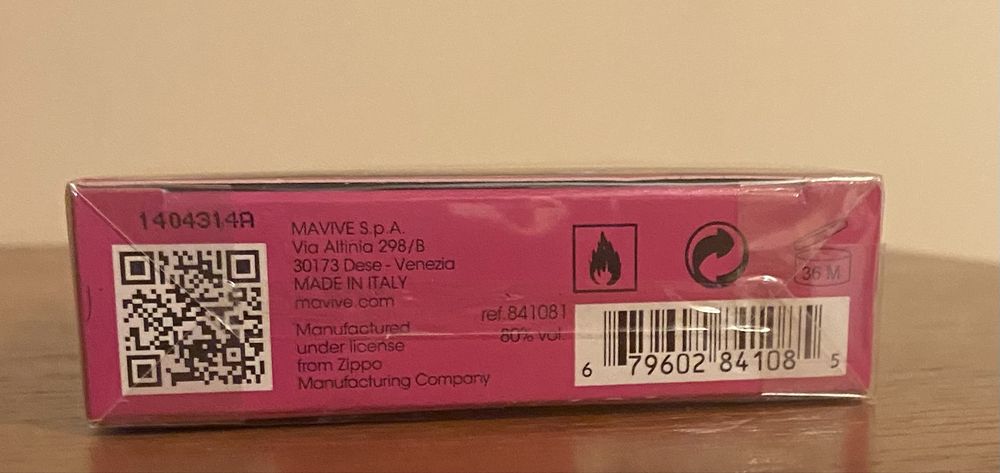 1404314A
MAVIVE S.p.A.
Via Altinia 298/B
30173 Dese - Venezia
MADE IN ITALY
mavive.com
Manufactured
under license
from Zippo
Manufacturing Company
ref.841081
80% vol.
36 M
6 79602 84108 5